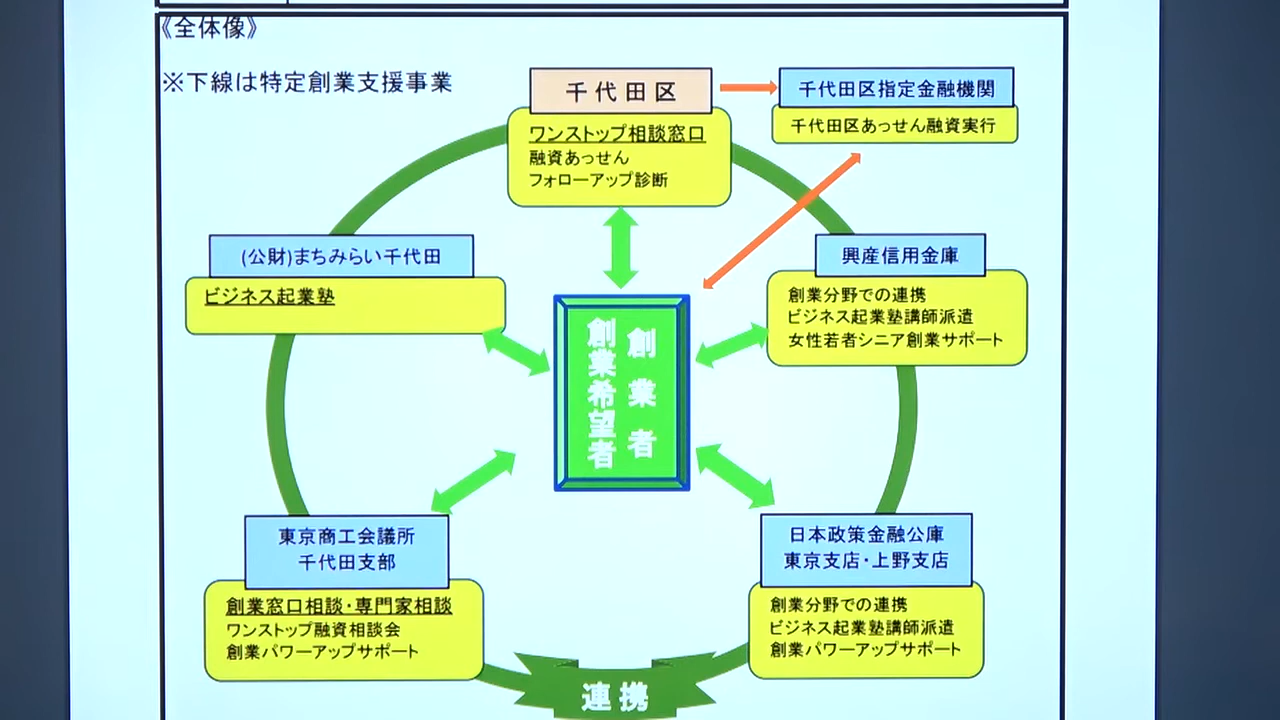 《全体像》
※下線は特定創業支援事業
千代田区
ワンストップ相談窓口
融資あっせん
フォローアップ診断
千代田区指定金融機関
千代田区あっせん融資実行
(公財)まちみらい千代田
ビジネス起業塾
興産信用金庫
創業分野での連携
ビジネス起業塾講師派遣
女性若者シニア創業サポート
創業者
創業希望者
東京商工会議所
千代田支部
創業窓口相談・専門家相談
ワンストップ融資相談会
創業パワーアップサポート
日本政策金融公庫
東京支店・上野支店
創業分野での連携
ビジネス起業塾講師派遣
創業パワーアップサポート
連携